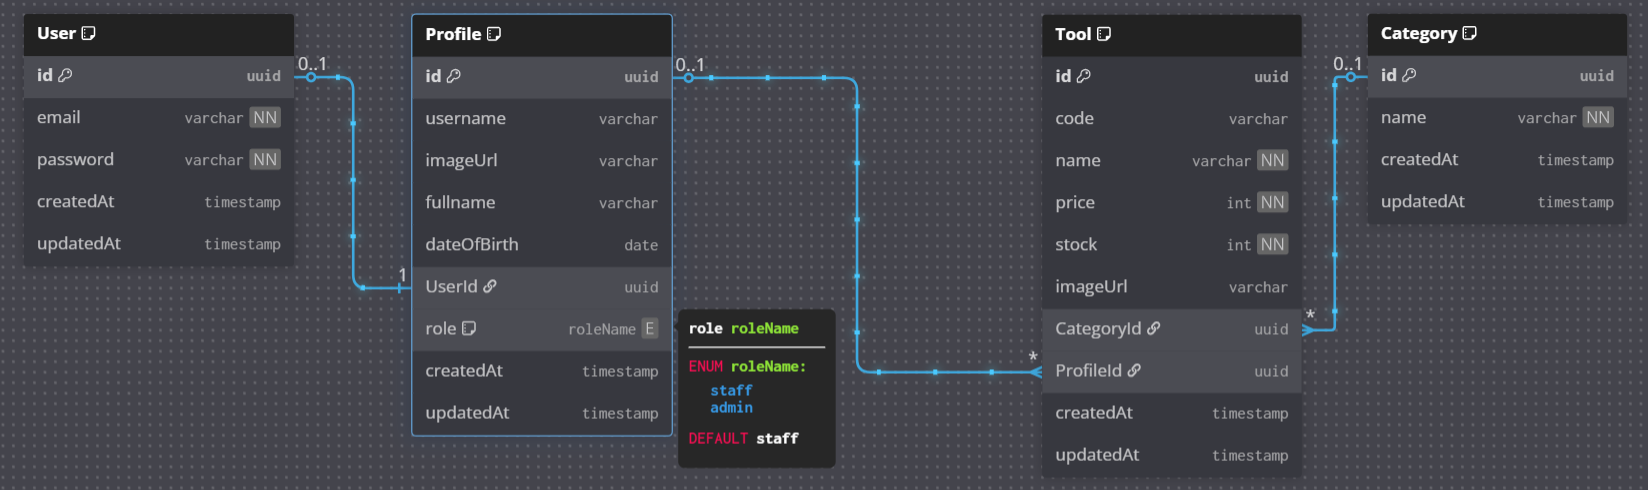 User
id uuid
email varchar NN
password varchar NN
createdAt timestamp
updatedAt timestamp
0..1
1
Profile
id uuid
username varchar
imageUrl varchar
fullname varchar
dateOfBirth date
UserId uuid
role roleName E
createdAt timestamp
updatedAt timestamp
0..1
*
role roleName
ENUM roleName:
staff
admin
DEFAULT staff
Tool
id uuid
code varchar
name varchar NN
price int NN
stock int NN
imageUrl varchar
CategoryId uuid
ProfileId uuid
createdAt timestamp
updatedAt timestamp
0..1
*
Category
id uuid
name varchar NN
createdAt timestamp
updatedAt timestamp